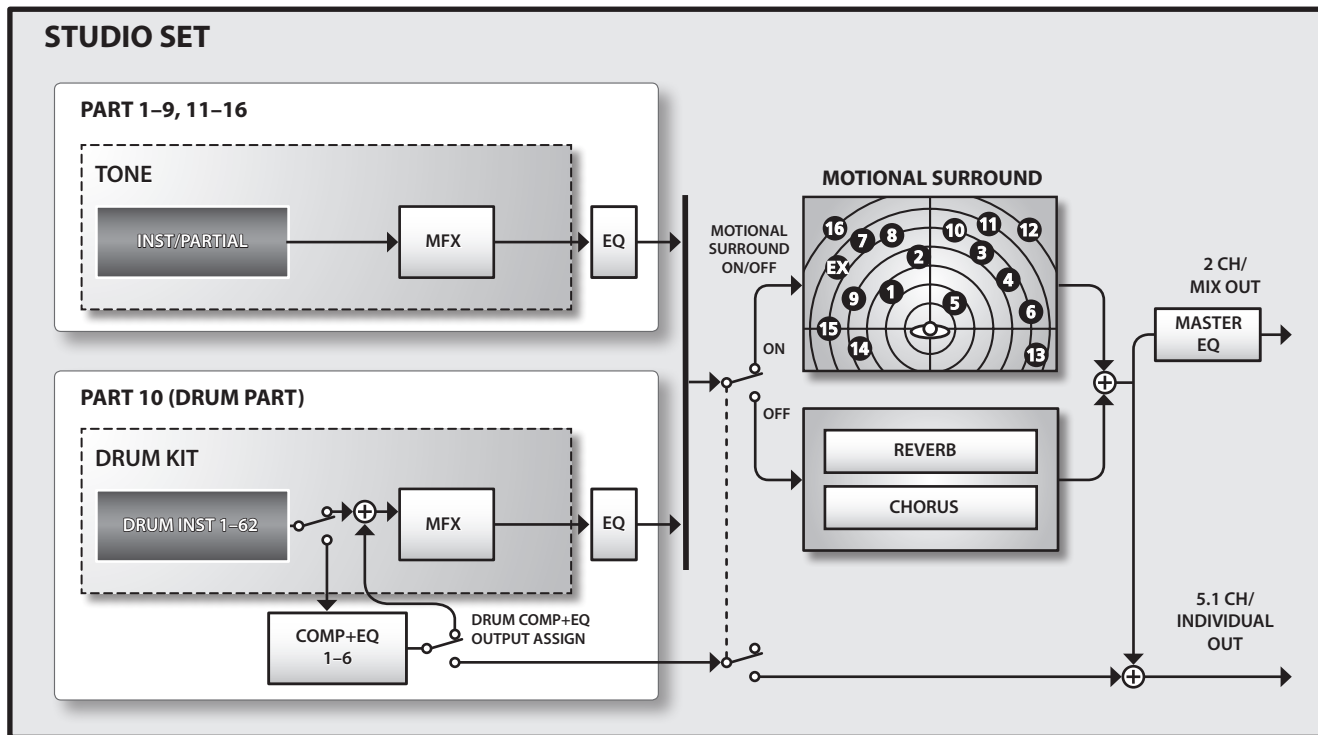 STUDIO SET
PART 1–9, 11–16
TONE
INST/PARTIAL
MFX
EQ
PART 10 (DRUM PART)
DRUM KIT
DRUM INST 1–62
MFX
EQ
COMP+EQ
1–6
DRUM COMP+EQ
OUTPUT ASSIGN
MOTIONAL
SURROUND
ON/OFF
ON
OFF
MOTIONAL SURROUND
16
7
8
10
11
12
EX
2
3
4
9
1
5
6
15
14
13
REVERB
CHORUS
2 CH/
MIX OUT
MASTER
EQ
5.1 CH/
INDIVIDUAL
OUT